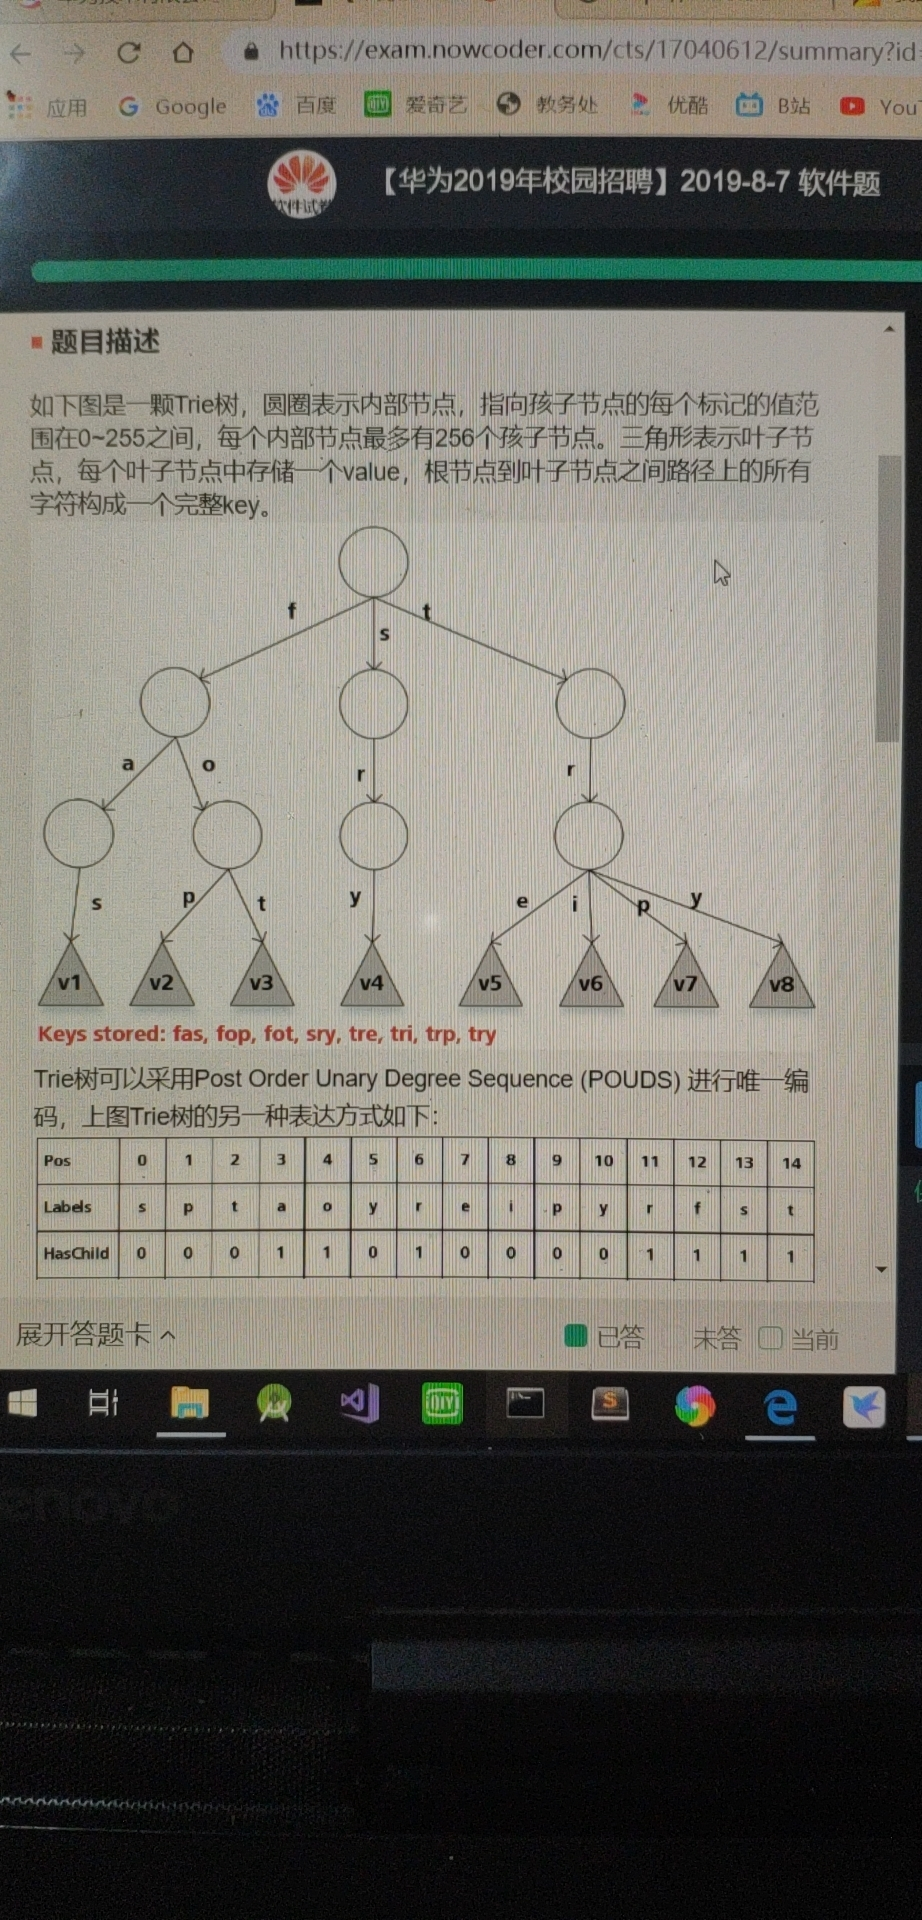 https://exam.nowcoder.com/cts/17040612/summary?id=
应用 Google 百度 爱奇艺 教务处 优酷 B站 You
【华为2019年校园招聘】2019-8-7 软件题
题目描述
如下图是一颗Trie树，圆圈表示内部节点，指向孩子节点的每个标记的值范
围在0~255之间，每个内部节点最多有256个孩子节点。三角形表示叶子节
点，每个叶子节点中存储一个value，根节点到叶子节点之间路径上的所有
字符构成一个完整key。
f s t
a o r r
s p t y e i p y
v1 v2 v3 v4 v5 v6 v7 v8
Keys stored: fas, fop, fot, sry, tre, tri, trp, try
Trie树可以采用Post Order Unary Degree Sequence (POUDS) 进行唯一编
码，上图Trie树的另一种表达方式如下：
Pos 0 1 2 3 4 5 6 7 8 9 10 11 12 13 14
Labels s p t a o y r e i p y r f s t
HasChild 0 0 0 1 1 0 1 0 0 0 0 1 1 1 1
展开答题卡 已答 未答 当前